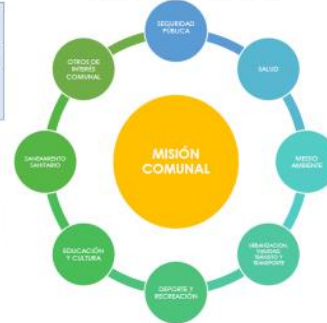 SEGURIDAD
PÚBLICA
SALUD
MEDIO
AMBIENTE
URBANIZACION,
VIALIDAD,
TRÁNSITO Y
TRANSPORTE
DEPORTE Y
RECREACIÓN
EDUCACIÓN
Y CULTURA
SANEAMIENTO
SANITARIO
OTROS DE
INTERÉS
COMUNAL
MISIÓN
COMUNAL